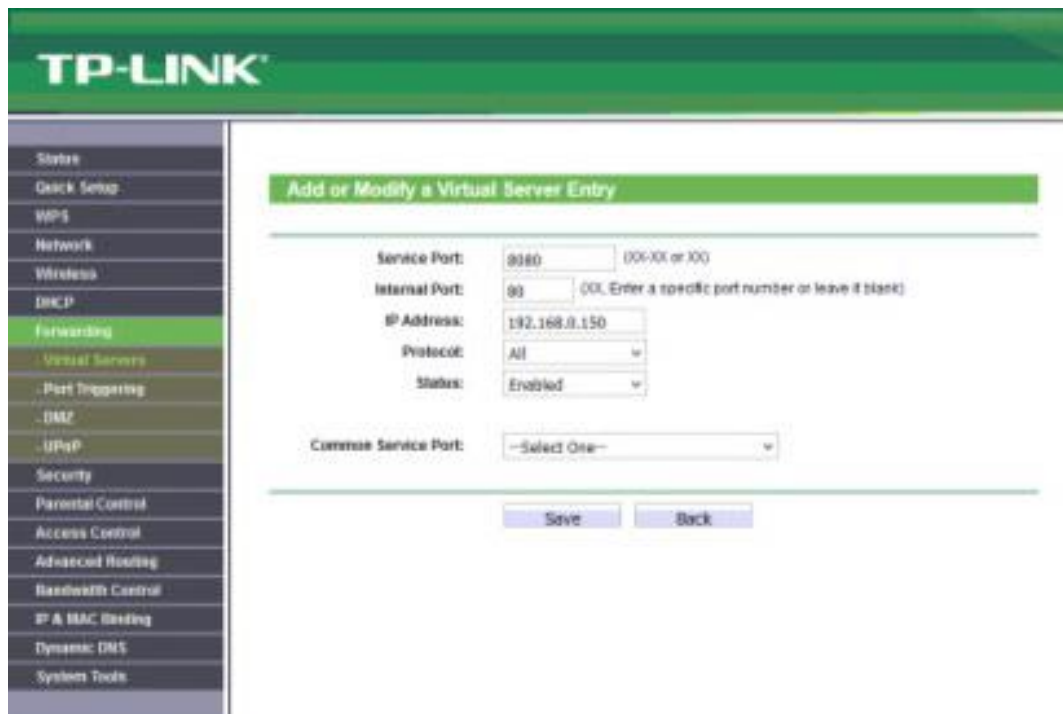 TP-LINK
Status
Quick Setup
WPS
Network
Wireless
DHCP
Forwarding
- Virtual Servers
- Port Triggering
- DMZ
- UPnP
Security
Parental Control
Access Control
Advanced Routing
Bandwidth Control
IP & MAC Binding
Dynamic DNS
System Tools
Add or Modify a Virtual Server Entry
Service Port: 8080 (XX-XX or XX)
Internal Port: 80 (XX, Enter a specific port number or leave it blank)
IP Address: 192.168.0.150
Protocol: All
Status: Enabled
Common Service Port: --Select One--
Save Back